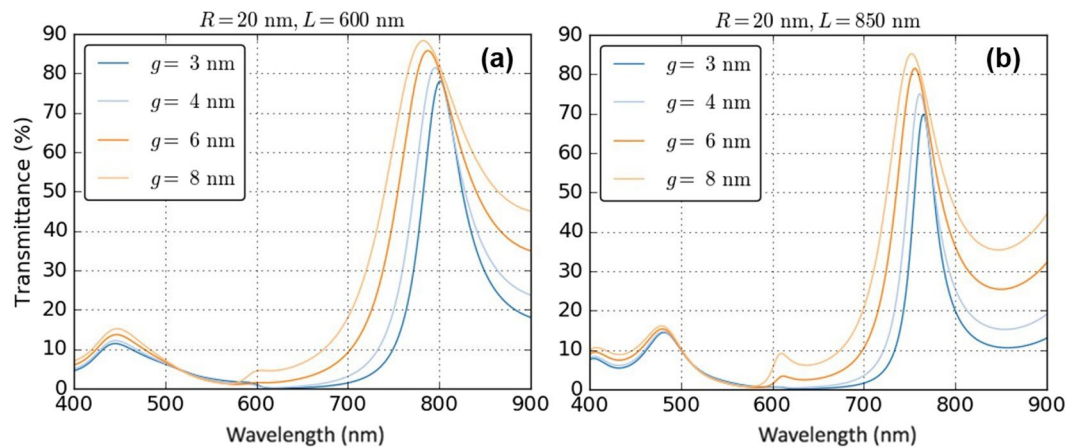 R = 20 nm, L = 600 nm
R = 20 nm, L = 850 nm
(a)
g = 3 nm
g = 4 nm
g = 6 nm
g = 8 nm
Transmittance (%)
90
80
70
60
50
40
30
20
10
0
400 500 600 700 800 900
Wavelength (nm)
(b)
g = 3 nm
g = 4 nm
g = 6 nm
g = 8 nm
90
80
70
60
50
40
30
20
10
0
400 500 600 700 800 900
Wavelength (nm)